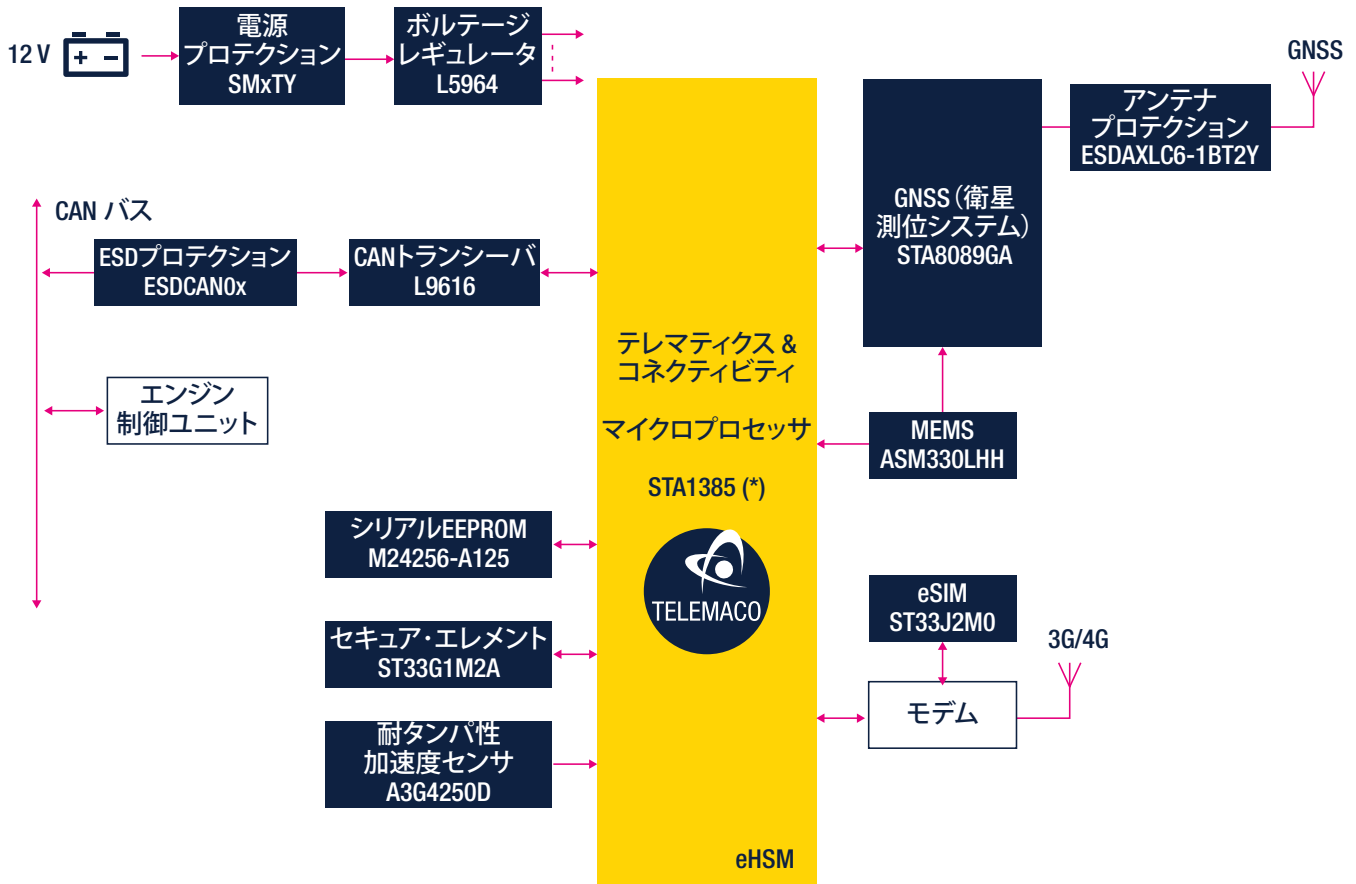 12 V
+ −
電源
プロテクション
SMxTY
ボルテージ
レギュレータ
L5964
GNSS
アンテナ
プロテクション
ESDAXLC6-1BT2Y
GNSS（衛星
測位システム）
STA8089GA
CAN バス
ESDプロテクション
ESDCAN0x
CANトランシーバ
L9616
エンジン
制御ユニット
テレマティクス &
コネクティビティ
マイクロプロセッサ
STA1385 (*)
TELEMACO
eHSM
MEMS
ASM330LHH
シリアルEEPROM
M24256-A125
セキュア・エレメント
ST33G1M2A
耐タンパ性
加速度センサ
A3G4250D
eSIM
ST33J2M0
3G/4G
モデム